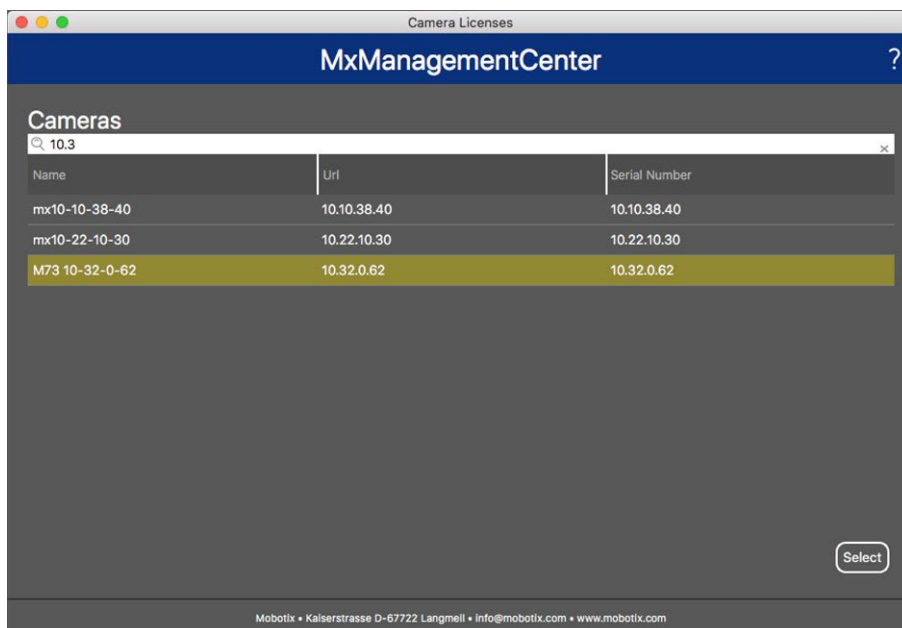 Camera Licenses
MxManagementCenter
?
Cameras
10.3
Name Url Serial Number
mx10-10-38-40 10.10.38.40 10.10.38.40
mx10-22-10-30 10.22.10.30 10.22.10.30
M73 10-32-0-62 10.32.0.62 10.32.0.62
Select
Mobotix • Kaiserstrasse D-67722 Langmeil • info@mobotix.com • www.mobotix.com